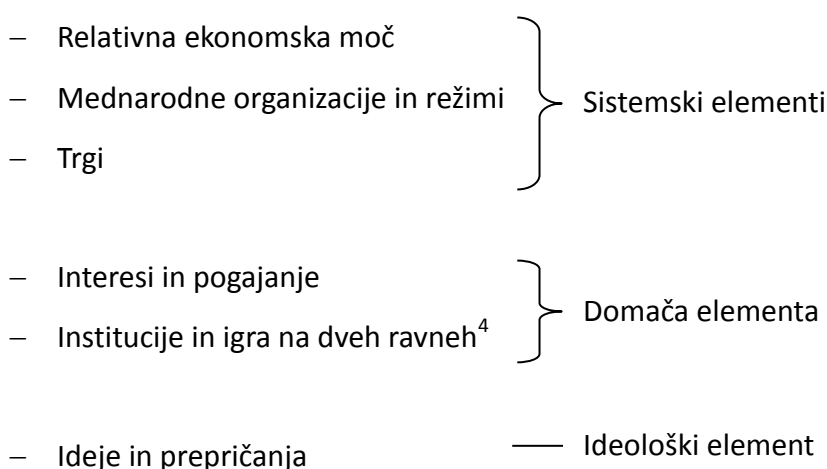 – Relativna ekonomska moč
– Mednarodne organizacije in režimi
Sistemski elementi
– Trgi
– Interesi in pogajanje
Domača elementa
– Institucije in igra na dveh ravneh⁴
– Ideje in prepričanja
Ideološki element